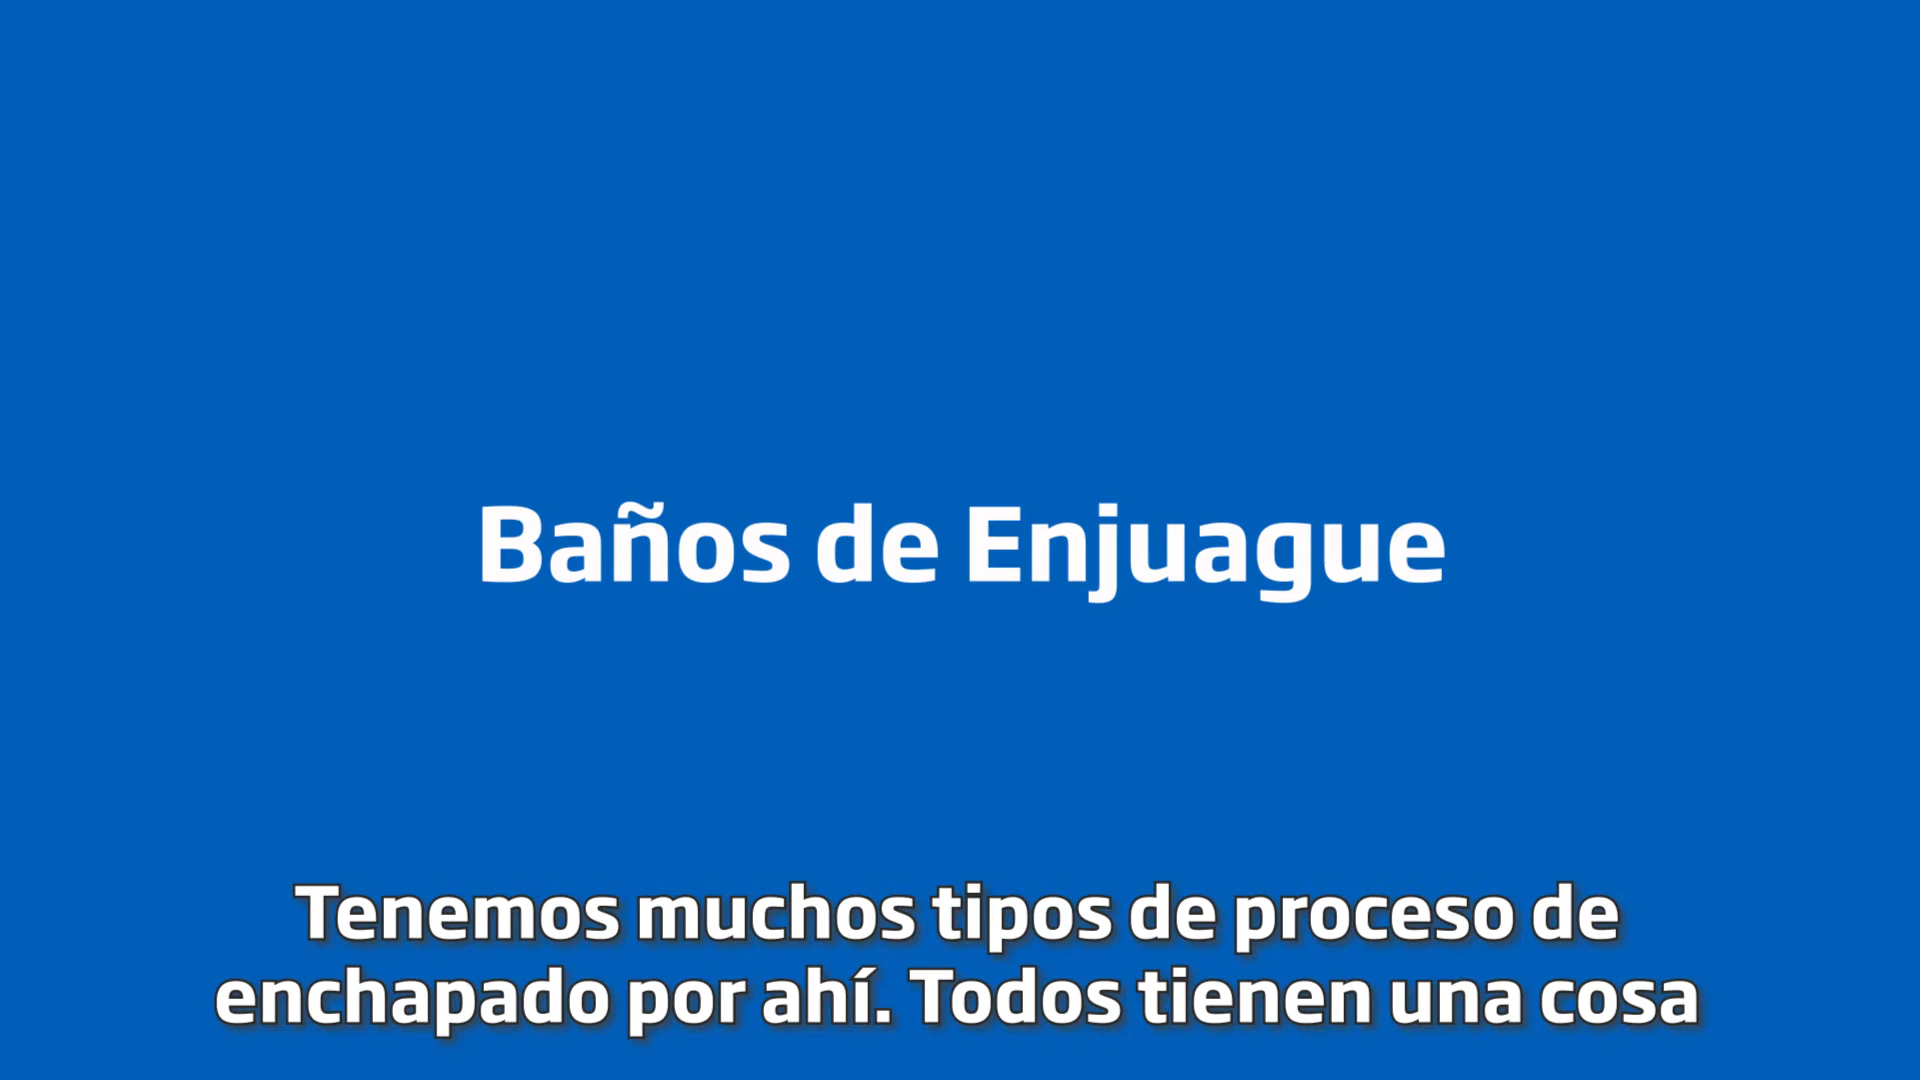 Baños de Enjuague
Tenemos muchos tipos de proceso de
enchapado por ahí. Todos tienen una cosa